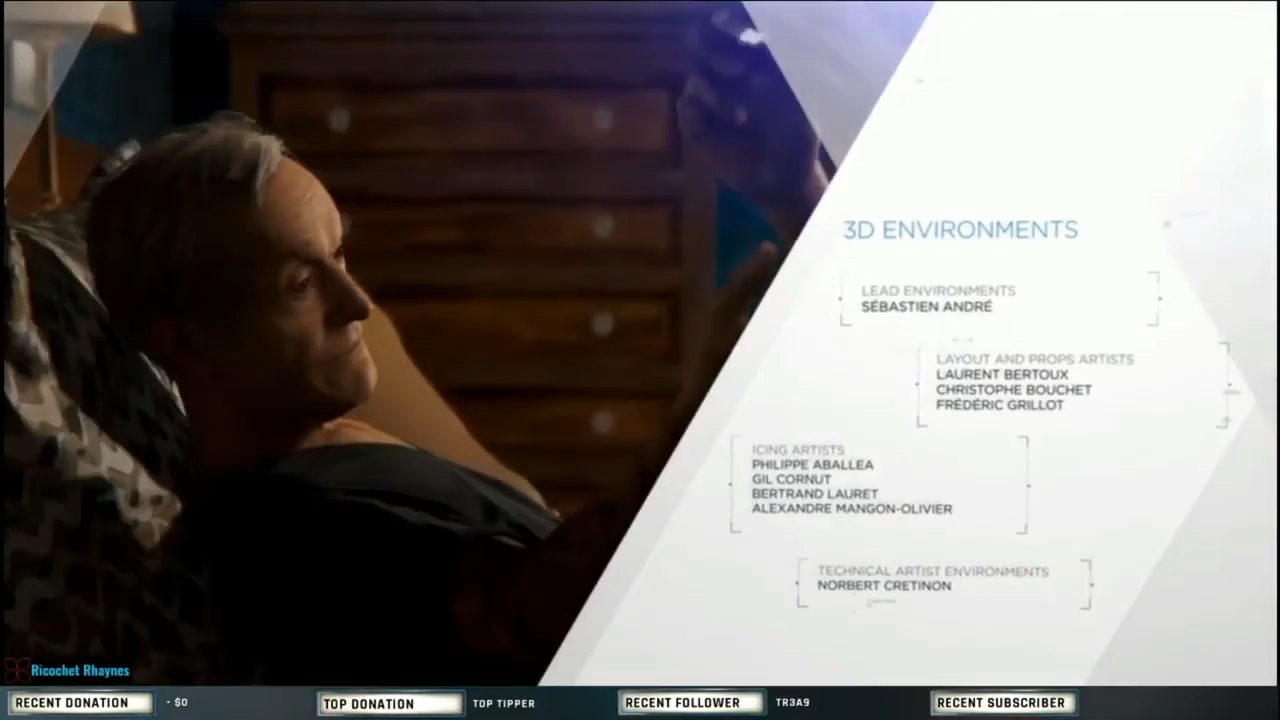 3D ENVIRONMENTS
LEAD ENVIRONMENTS
SÉBASTIEN ANDRÉ
LAYOUT AND PROPS ARTISTS
LAURENT BERTOUX
CHRISTOPHE BOUCHET
FRÉDÉRIC GRILLOT
ICING ARTISTS
PHILIPPE ABALLEA
GIL CORNUT
BERTRAND LAURET
ALEXANDRE MANGON-OLIVIER
TECHNICAL ARTIST ENVIRONMENTS
NORBERT CRETINON
Ricochet Rhaynes
RECENT DONATION - $0
TOP DONATION TOP TIPPER
RECENT FOLLOWER TR3A9
RECENT SUBSCRIBER